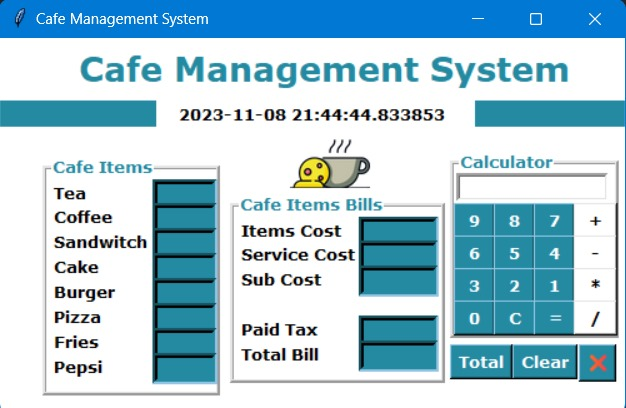 Cafe Management System
Cafe Management System
2023-11-08 21:44:44.833853
Cafe Items
Tea
Coffee
Sandwitch
Cake
Burger
Pizza
Fries
Pepsi
Cafe Items Bills
Items Cost
Service Cost
Sub Cost
Paid Tax
Total Bill
Calculator
9 8 7 +
6 5 4 -
3 2 1 *
0 C = /
Total Clear